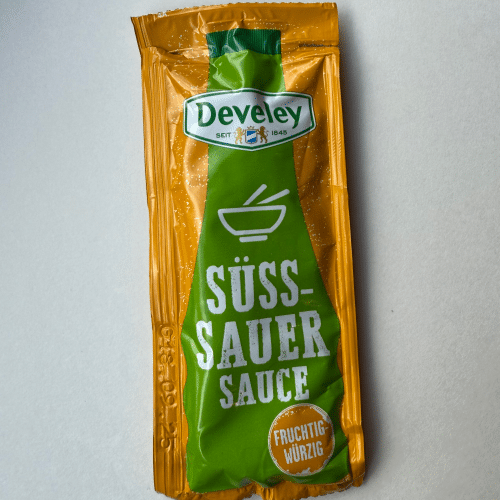 Develey
SEIT 1845
SÜSS-
SAUER
SAUCE
FRUCHTIG-
WÜRZIG